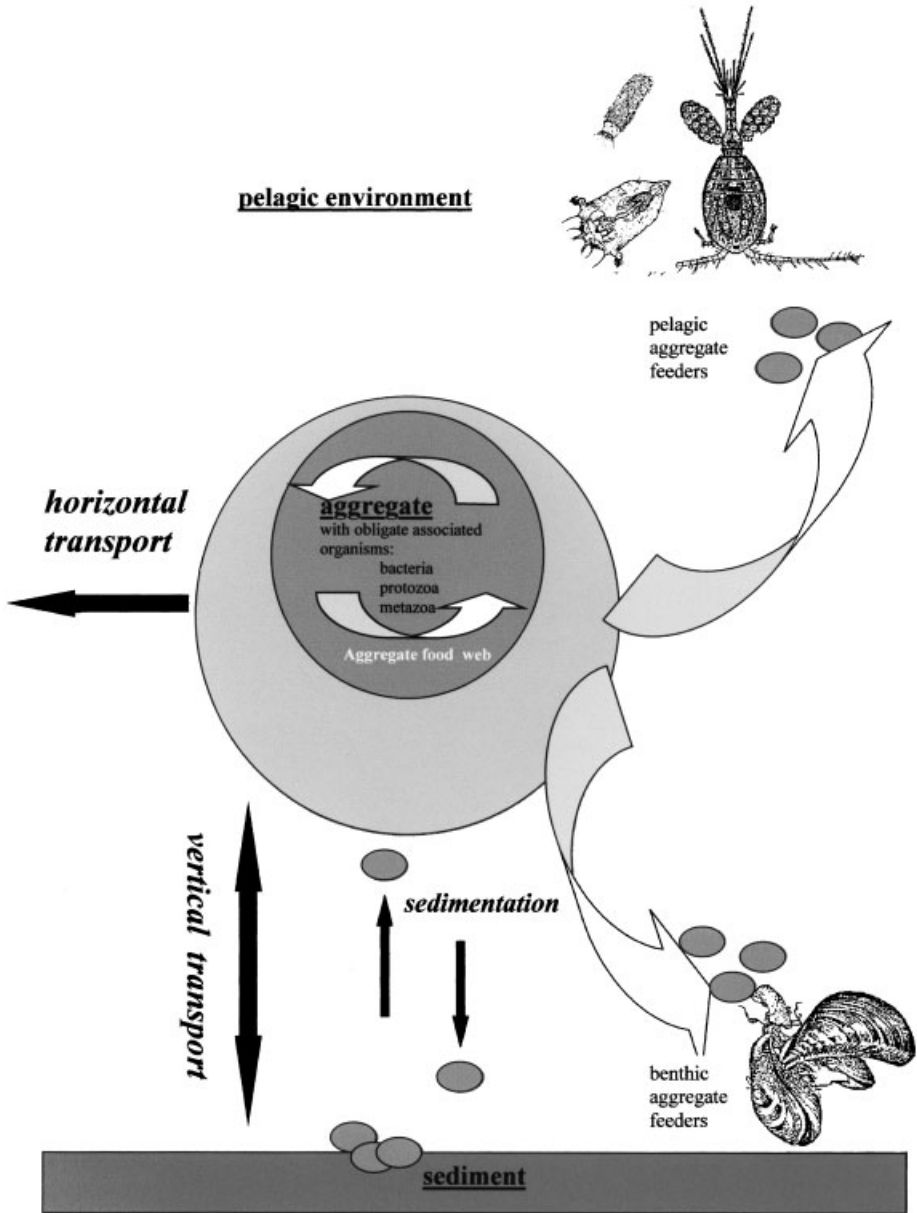 pelagic environment
pelagic
aggregate
feeders
horizontal
transport
aggregate
with obligate associated
organisms:
bacteria
protozoa
metazoa
Aggregate food web
vertical transport
sedimentation
benthic
aggregate
feeders
sediment